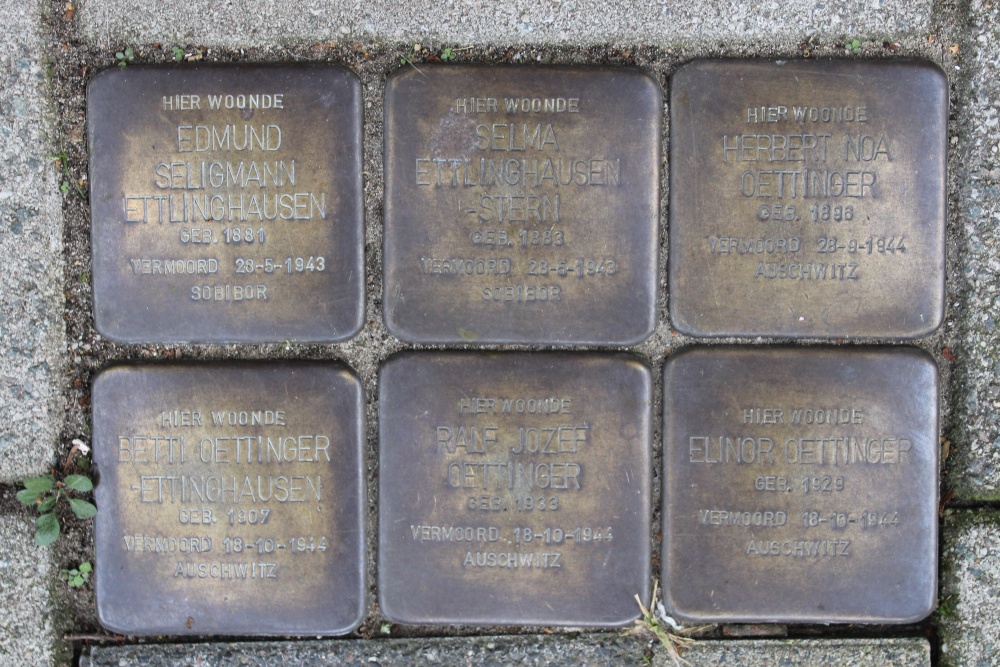 HIER WOONDE
EDMUND
SELIGMANN
ETTLINGHAUSEN
GEB. 1881
VERMOORD 28-5-1943
SOBIBOR
HIER WOONDE
SELMA
ETTLINGHAUSEN
-STERN
GEB. 1883
VERMOORD 28-5-1943
SOBIBOR
HIER WOONDE
HERBERT NOA
OETTINGER
GEB. 1896
VERMOORD 28-9-1944
AUSCHWITZ
HIER WOONDE
BETTI OETTINGER
-ETTINGHAUSEN
GEB. 1907
VERMOORD 18-10-1944
AUSCHWITZ
HIER WOONDE
RALF JOZEF
OETTINGER
GEB. 1933
VERMOORD 18-10-1944
AUSCHWITZ
HIER WOONDE
ELINOR OETTINGER
GEB. 1929
VERMOORD 18-10-1944
AUSCHWITZ